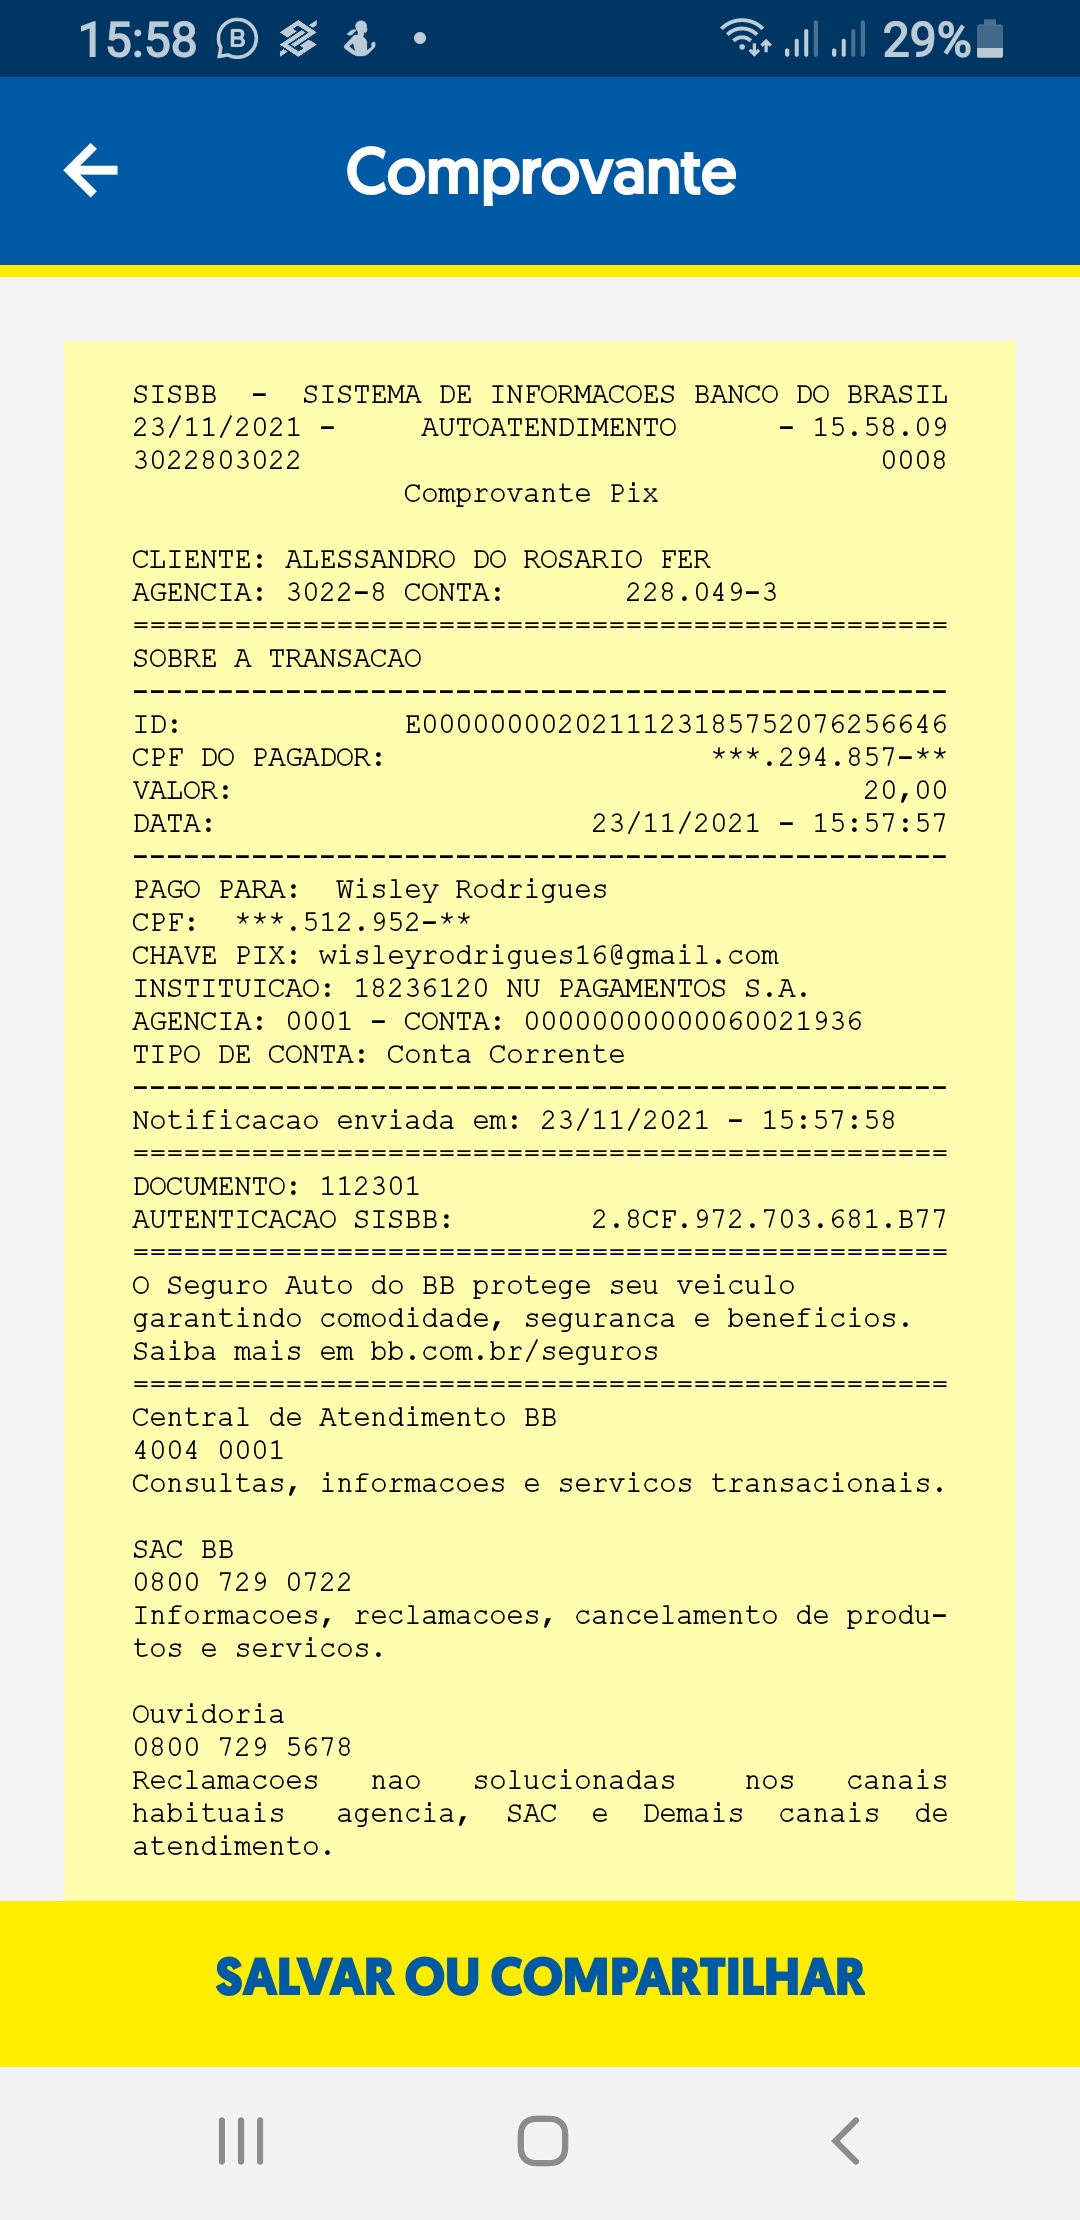 15:58 B 29%
Comprovante
SISBB - SISTEMA DE INFORMACOES BANCO DO BRASIL
23/11/2021 - AUTOATENDIMENTO - 15.58.09
3022803022 0008
Comprovante Pix
CLIENTE: ALESSANDRO DO ROSARIO FER
AGENCIA: 3022-8 CONTA: 228.049-3
================================================
SOBRE A TRANSACAO
------------------------------------------------
ID: E0000000020211123185752076256646
CPF DO PAGADOR: ***.294.857-**
VALOR: 20,00
DATA: 23/11/2021 - 15:57:57
------------------------------------------------
PAGO PARA: Wisley Rodrigues
CPF: ***.512.952-**
CHAVE PIX: wisleyrodrigues16@gmail.com
INSTITUICAO: 18236120 NU PAGAMENTOS S.A.
AGENCIA: 0001 - CONTA: 00000000000060021936
TIPO DE CONTA: Conta Corrente
------------------------------------------------
Notificacao enviada em: 23/11/2021 - 15:57:58
================================================
DOCUMENTO: 112301
AUTENTICACAO SISBB: 2.8CF.972.703.681.B77
================================================
O Seguro Auto do BB protege seu veiculo
garantindo comodidade, seguranca e beneficios.
Saiba mais em bb.com.br/seguros
================================================
Central de Atendimento BB
4004 0001
Consultas, informacoes e servicos transacionais.
SAC BB
0800 729 0722
Informacoes, reclamacoes, cancelamento de produ-
tos e servicos.
Ouvidoria
0800 729 5678
Reclamacoes nao solucionadas nos canais
habituais agencia, SAC e Demais canais de
atendimento.
SALVAR OU COMPARTILHAR